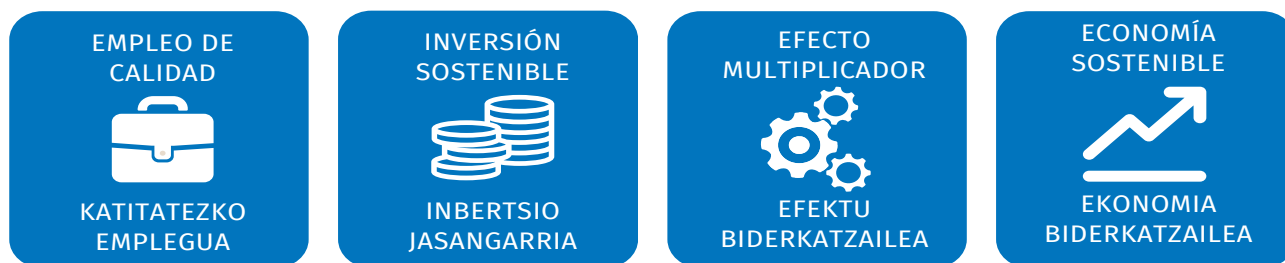 EMPLEO DE
CALIDAD
KATITATEZKO
EMPLEGUA
INVERSIÓN
SOSTENIBLE
INBERTSIO
JASANGARRIA
EFECTO
MULTIPLICADOR
EFEKTU
BIDERKATZAILEA
ECONOMÍA
SOSTENIBLE
EKONOMIA
BIDERKATZAILEA